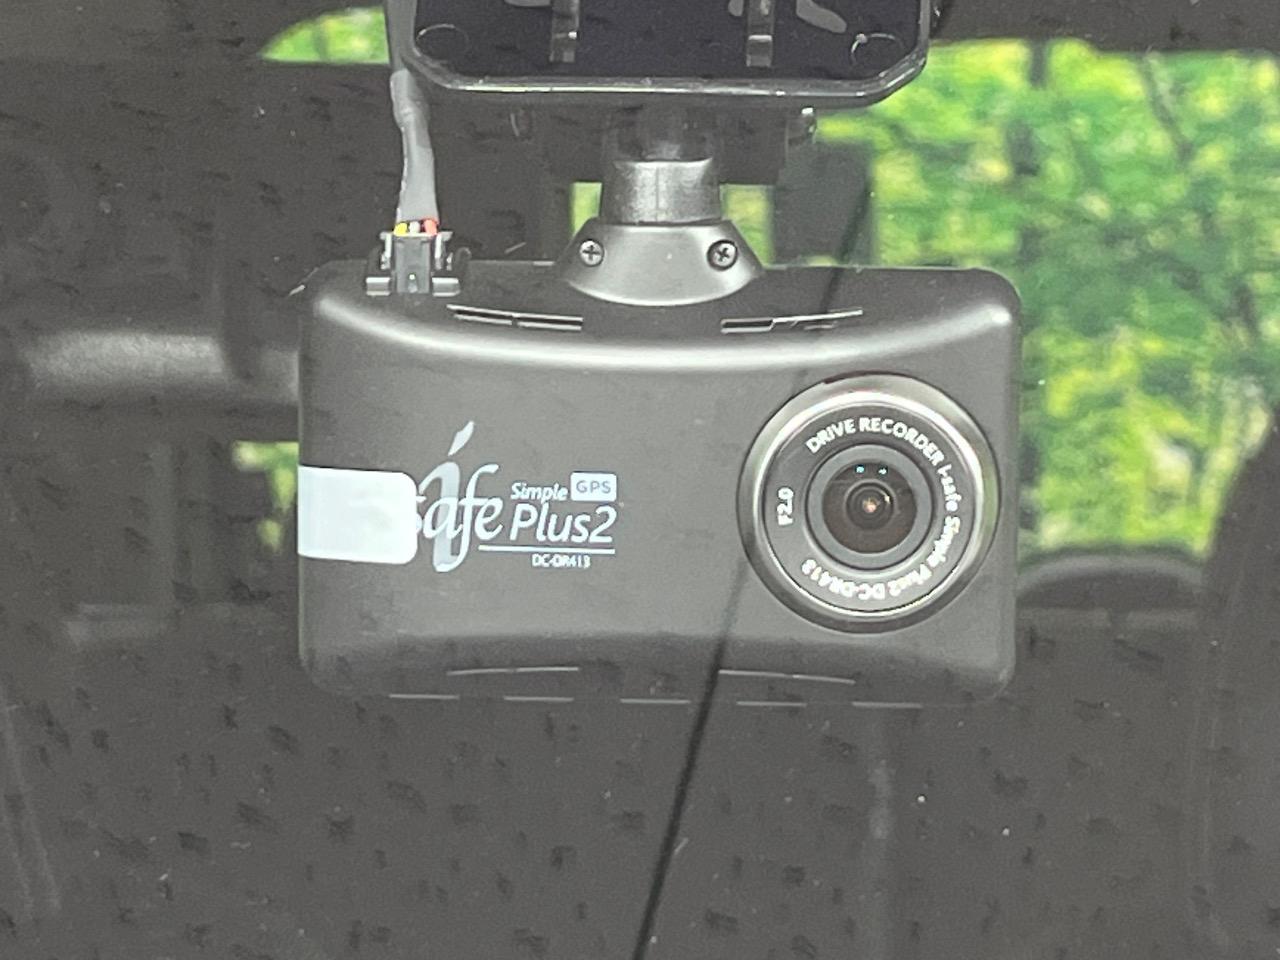 i Safe
Simple GPS
Plus2
DC-DR413
DRIVE RECORDER i-safe Simple Plus2 DC-DR413
F2.0